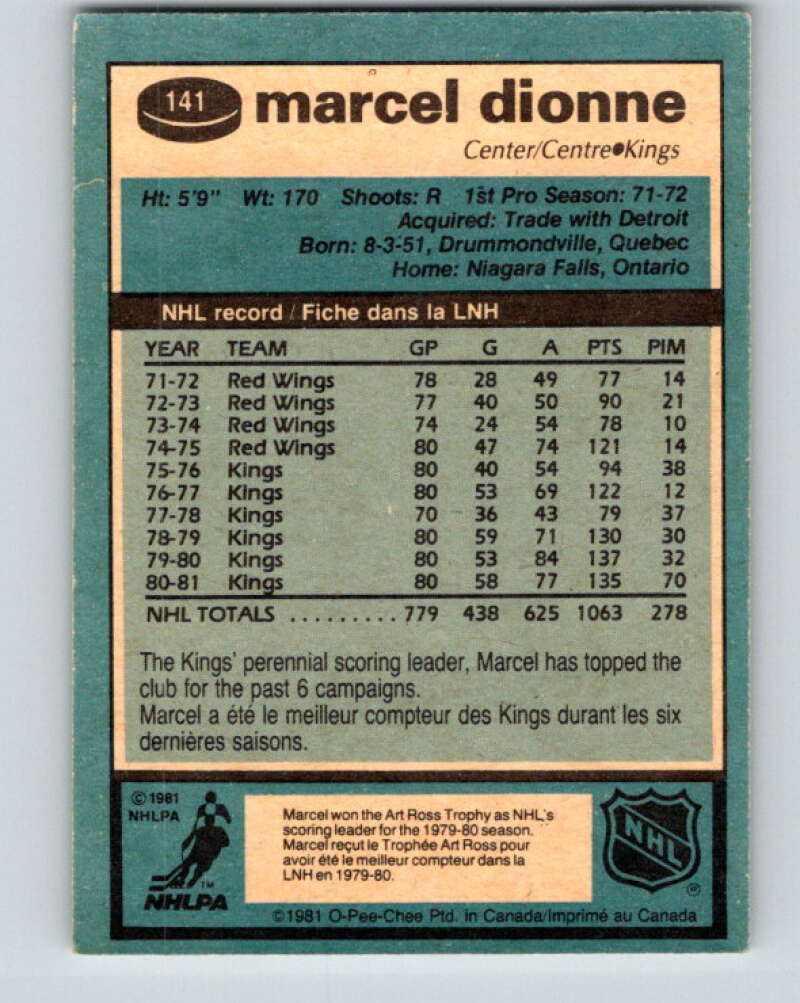 141 marcel dionne
Center/Centre●Kings
Ht: 5'9" Wt: 170 Shoots: R 1st Pro Season: 71-72
Acquired: Trade with Detroit
Born: 8-3-51, Drummondville, Quebec
Home: Niagara Falls, Ontario
NHL record / Fiche dans la LNH
YEAR TEAM GP G A PTS PIM
71-72 Red Wings 78 28 49 77 14
72-73 Red Wings 77 40 50 90 21
73-74 Red Wings 74 24 54 78 10
74-75 Red Wings 80 47 74 121 14
75-76 Kings 80 40 54 94 38
76-77 Kings 80 53 69 122 12
77-78 Kings 70 36 43 79 37
78-79 Kings 80 59 71 130 30
79-80 Kings 80 53 84 137 32
80-81 Kings 80 58 77 135 70
NHL TOTALS ......... 779 438 625 1063 278
The Kings' perennial scoring leader, Marcel has topped the
club for the past 6 campaigns.
Marcel a été le meilleur compteur des Kings durant les six
dernières saisons.
©1981
NHLPA
TM
NHLPA
Marcel won the Art Ross Trophy as NHL's
scoring leader for the 1979-80 season.
Marcel reçut le Trophée Art Ross pour
avoir été le meilleur compteur dans la
LNH en 1979-80.
NHL
®
©1981 O-Pee-Chee Ptd. in Canada/Imprimé au Canada